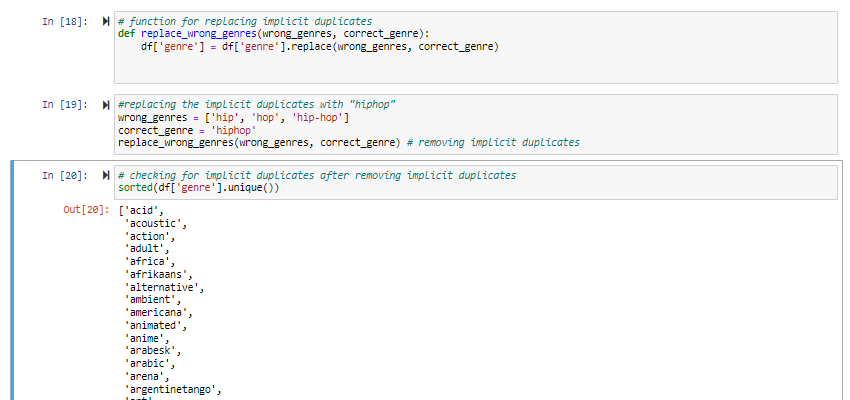 In [18]:
# function for replacing implicit duplicates
def replace_wrong_genres(wrong_genres, correct_genre):
    df['genre'] = df['genre'].replace(wrong_genres, correct_genre)
In [19]:
#replacing the implicit duplicates with "hiphop"
wrong_genres = ['hip', 'hop', 'hip-hop']
correct_genre = 'hiphop'
replace_wrong_genres(wrong_genres, correct_genre) # removing implicit duplicates
In [20]:
# checking for implicit duplicates after removing implicit duplicates
sorted(df['genre'].unique())
Out[20]:
['acid',
 'acoustic',
 'action',
 'adult',
 'africa',
 'afrikaans',
 'alternative',
 'ambient',
 'americana',
 'animated',
 'anime',
 'arabesk',
 'arabic',
 'arena',
 'argentinetango',